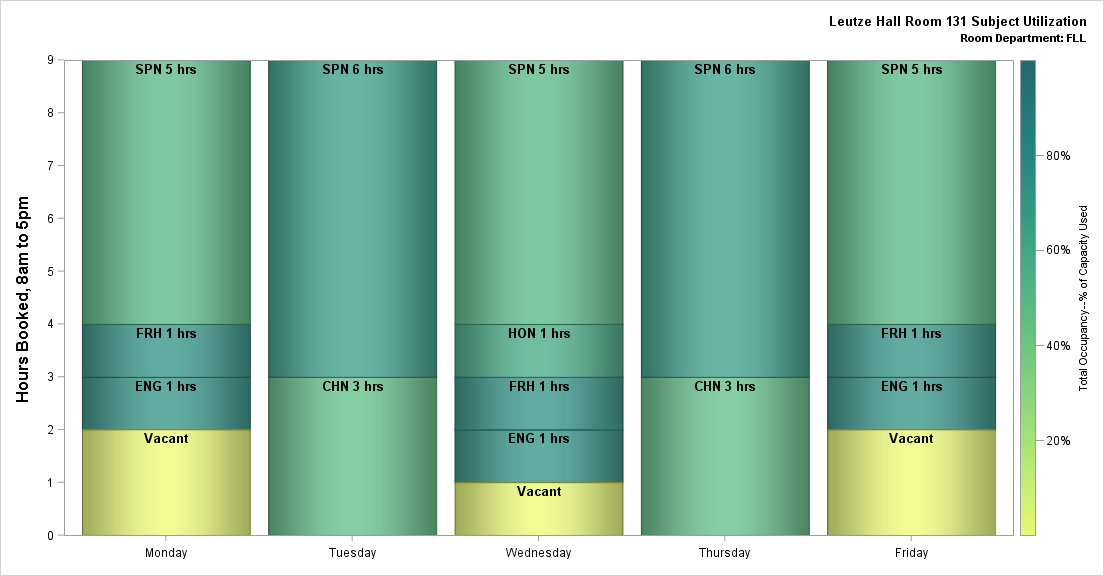 Leutze Hall Room 131 Subject Utilization
Room Department: FLL
Hours Booked, 8am to 5pm
9
8
7
6
5
4
3
2
1
0
SPN 5 hrs
FRH 1 hrs
ENG 1 hrs
Vacant
SPN 6 hrs
CHN 3 hrs
SPN 5 hrs
HON 1 hrs
FRH 1 hrs
ENG 1 hrs
Vacant
SPN 6 hrs
CHN 3 hrs
SPN 5 hrs
FRH 1 hrs
ENG 1 hrs
Vacant
Monday
Tuesday
Wednesday
Thursday
Friday
80%
60%
40%
20%
Total Occupancy--% of Capacity Used